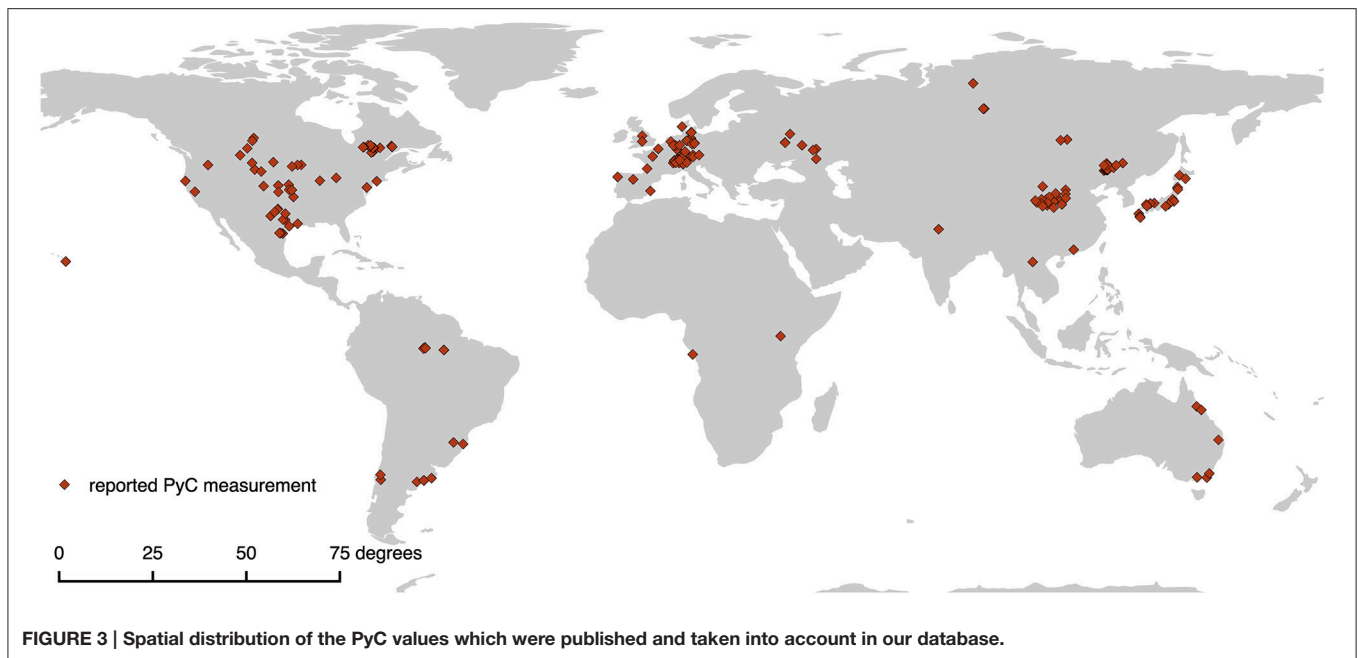 reported PyC measurement
0 25 50 75 degrees
FIGURE 3 | Spatial distribution of the PyC values which were published and taken into account in our database.